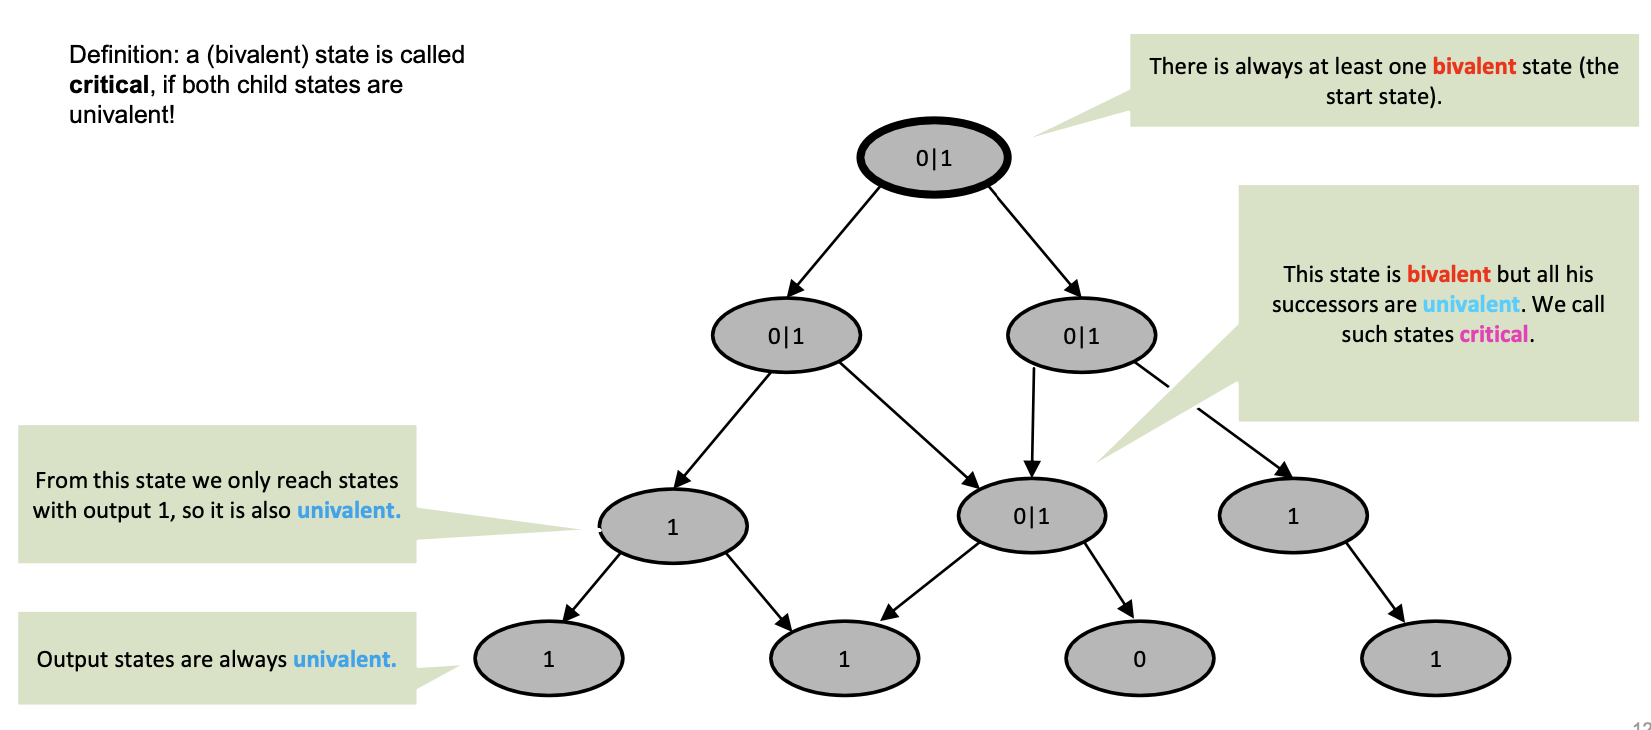 Definition: a (bivalent) state is called
critical, if both child states are
univalent!
There is always at least one bivalent state (the
start state).
0|1
This state is bivalent but all his
successors are univalent. We call
such states critical.
0|1
0|1
From this state we only reach states
with output 1, so it is also univalent.
1
0|1
1
Output states are always univalent.
1
1
0
1
12